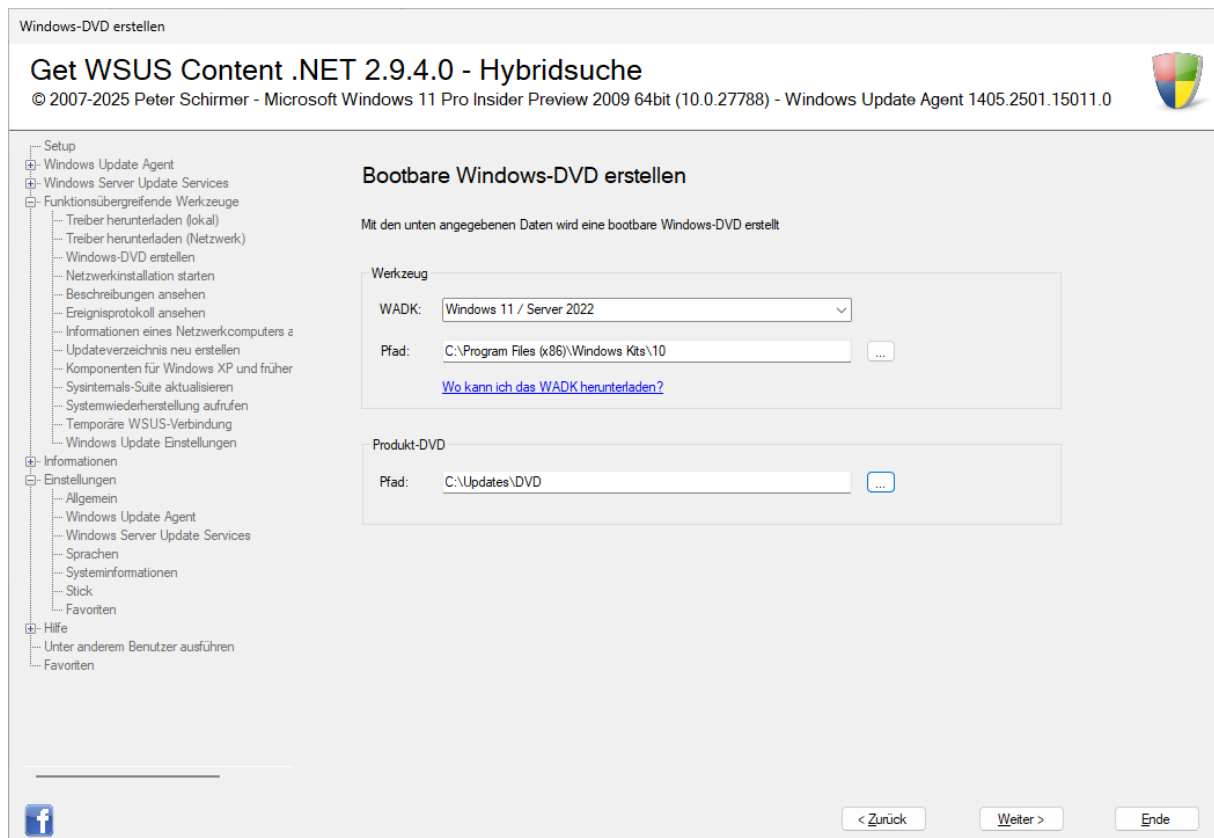 Windows-DVD erstellen
Get WSUS Content .NET 2.9.4.0 - Hybridsuche
© 2007-2025 Peter Schirmer - Microsoft Windows 11 Pro Insider Preview 2009 64bit (10.0.27788) - Windows Update Agent 1405.2501.15011.0
Setup
Windows Update Agent
Windows Server Update Services
Funktionsübergreifende Werkzeuge
Treiber herunterladen (lokal)
Treiber herunterladen (Netzwerk)
Windows-DVD erstellen
Netzwerkinstallation starten
Beschreibungen ansehen
Ereignisprotokoll ansehen
Informationen eines Netzwerkcomputers a
Updateverzeichnis neu erstellen
Komponenten für Windows XP und früher
Sysinternals-Suite aktualisieren
Systemwiederherstellung aufrufen
Temporäre WSUS-Verbindung
Windows Update Einstellungen
Informationen
Einstellungen
Allgemein
Windows Update Agent
Windows Server Update Services
Sprachen
Systeminformationen
Stick
Favoriten
Hilfe
Unter anderem Benutzer ausführen
Favoriten
Bootbare Windows-DVD erstellen
Mit den unten angegebenen Daten wird eine bootbare Windows-DVD erstellt
Werkzeug
WADK: Windows 11 / Server 2022
Pfad: C:\Program Files (x86)\Windows Kits\10 ...
Wo kann ich das WADK herunterladen?
Produkt-DVD
Pfad: C:\Updates\DVD ...
f
< Zurück Weiter > Ende